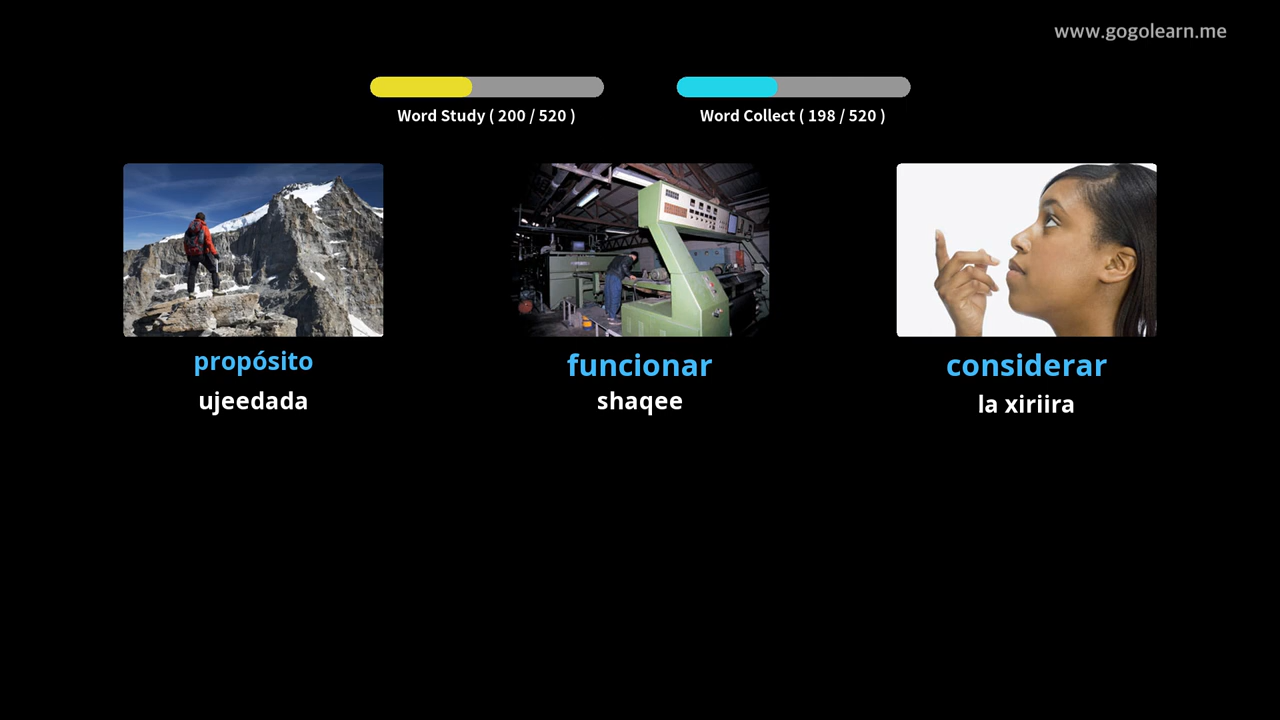 www.gogolearn.me
Word Study ( 200 / 520 )
Word Collect ( 198 / 520 )
propósito
ujeedada
funcionar
shaqee
considerar
la xiriira